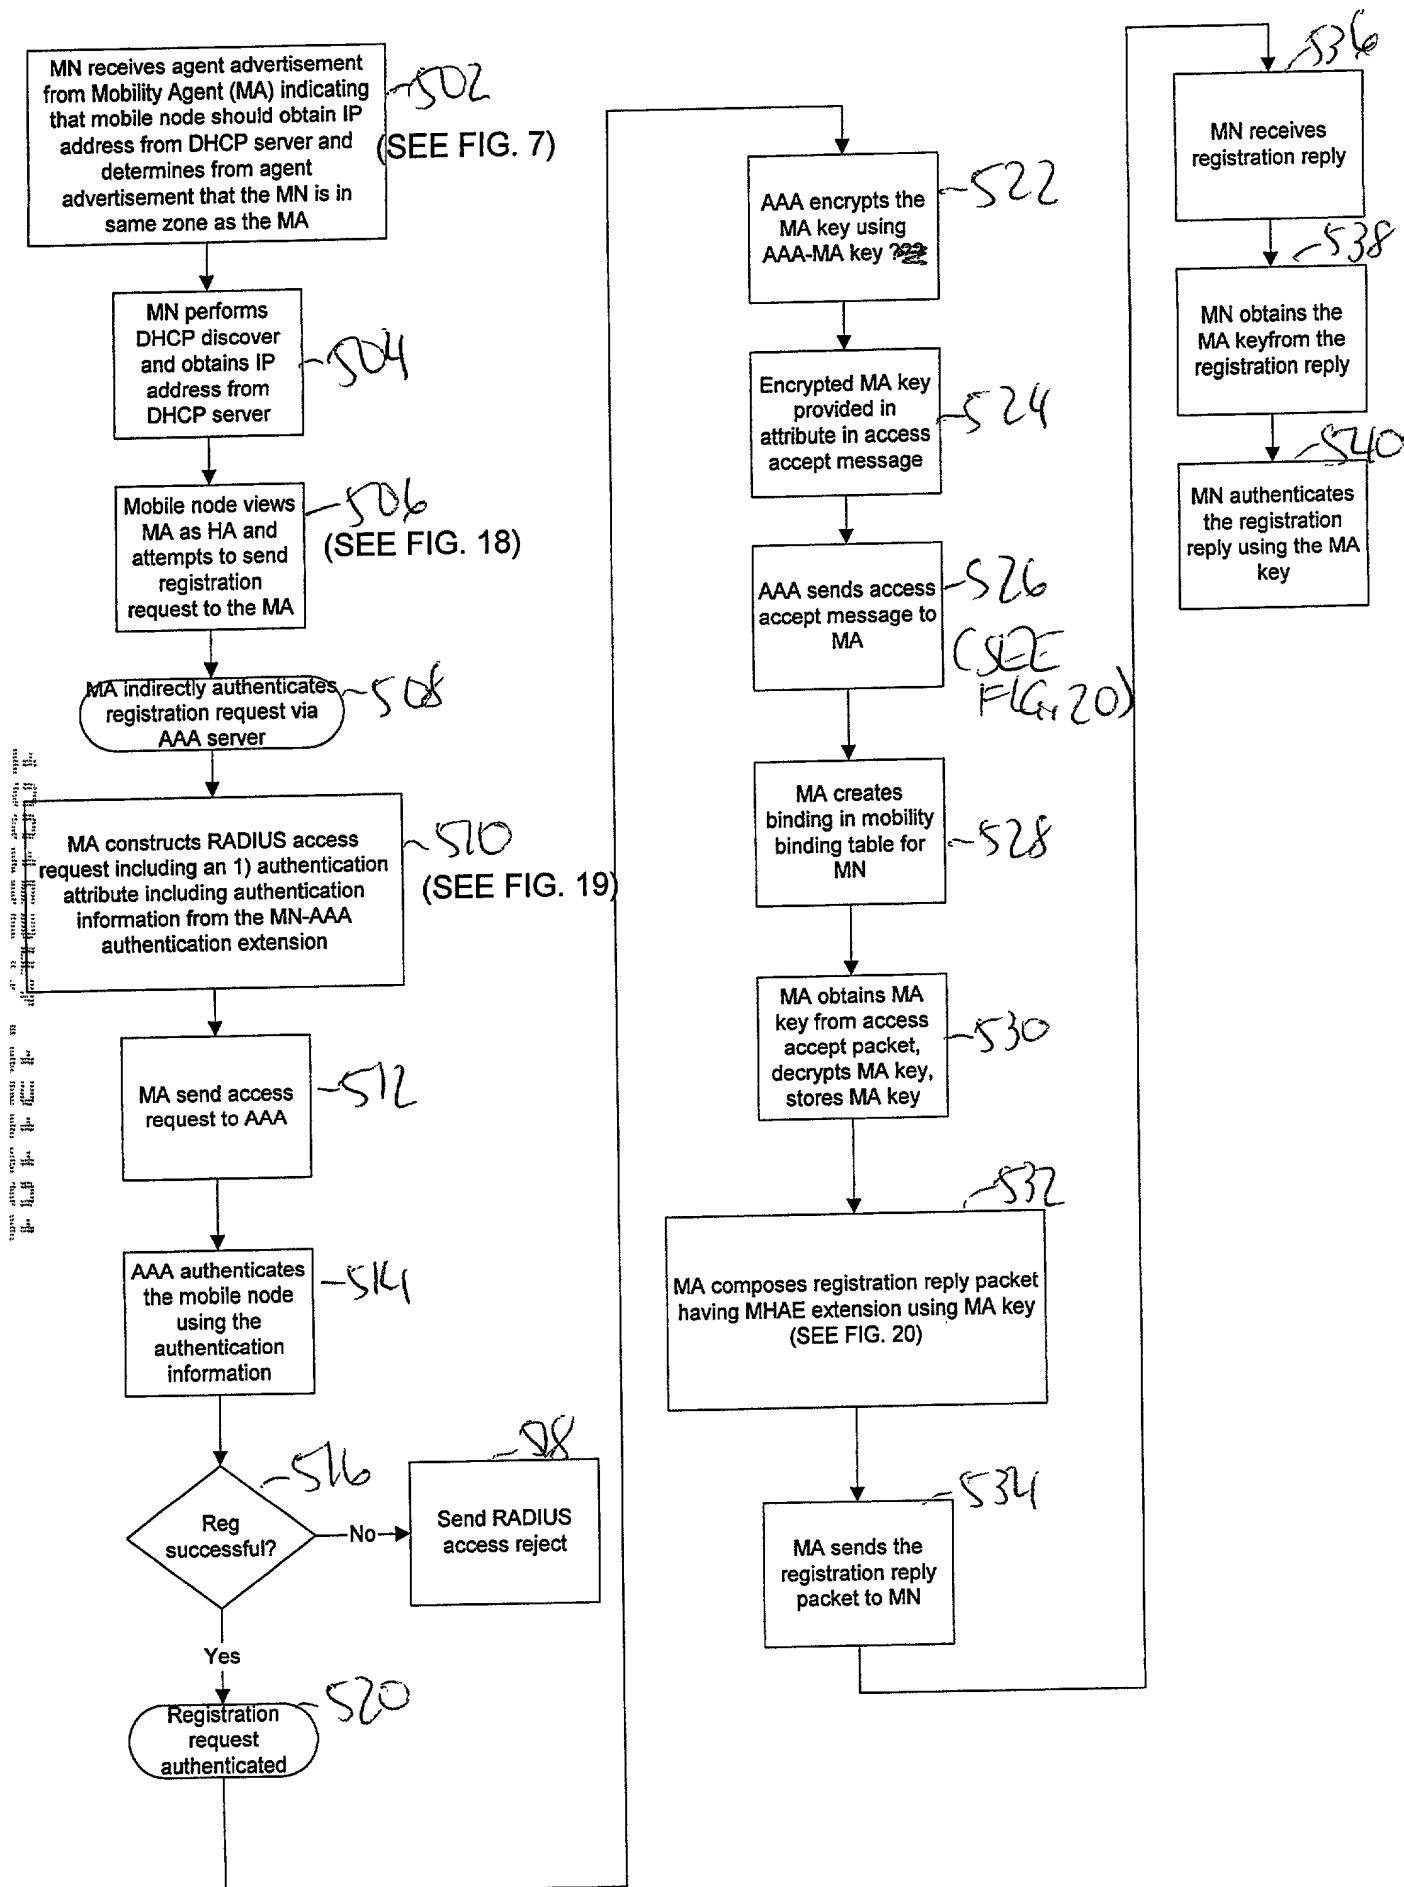 MN receives agent advertisement
from Mobility Agent (MA) indicating
that mobile node should obtain IP
address from DHCP server and
determines from agent
advertisement that the MN is in
same zone as the MA
502
(SEE FIG. 7)
MN performs
DHCP discover
and obtains IP
address from
DHCP server
504
Mobile node views
MA as HA and
attempts to send
registration
request to the MA
506
(SEE FIG. 18)
MA indirectly authenticates
registration request via
AAA server
508
MA constructs RADIUS access
request including an 1) authentication
attribute including authentication
information from the MN-AAA
authentication extension
510
(SEE FIG. 19)
MA send access
request to AAA
512
AAA authenticates
the mobile node
using the
authentication
information
514
Reg
successful?
516
No
Send RADIUS
access reject
Yes
Registration
request
authenticated
520
AAA encrypts the
MA key using
AAA-MA key
522
Encrypted MA key
provided in
attribute in access
accept message
524
AAA sends access
accept message to
MA
526
(SEE
FIG. 20)
MA creates
binding in mobility
binding table for
MN
528
MA obtains MA
key from access
accept packet,
decrypts MA key,
stores MA key
530
MA composes registration reply packet
having MHAE extension using MA key
(SEE FIG. 20)
532
MA sends the
registration reply
packet to MN
534
MN receives
registration reply
536
MN obtains the
MA keyfrom the
registration reply
538
MN authenticates
the registration
reply using the MA
key
540